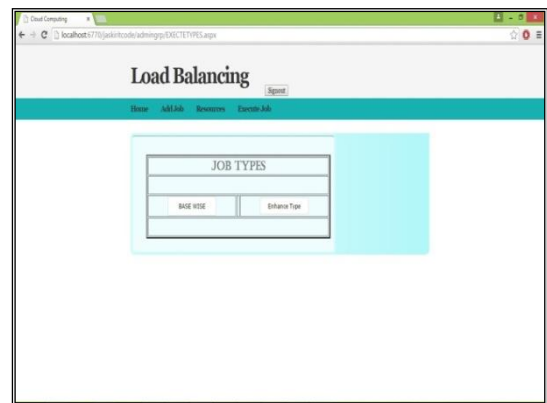 Cloud Computing
localhost:6770/jaskiritcode/admingrp/EXECTETYPES.aspx
Load Balancing
Signout
Home Add Job Resources Execute Job
JOB TYPES
BASE WISE Enhance Type